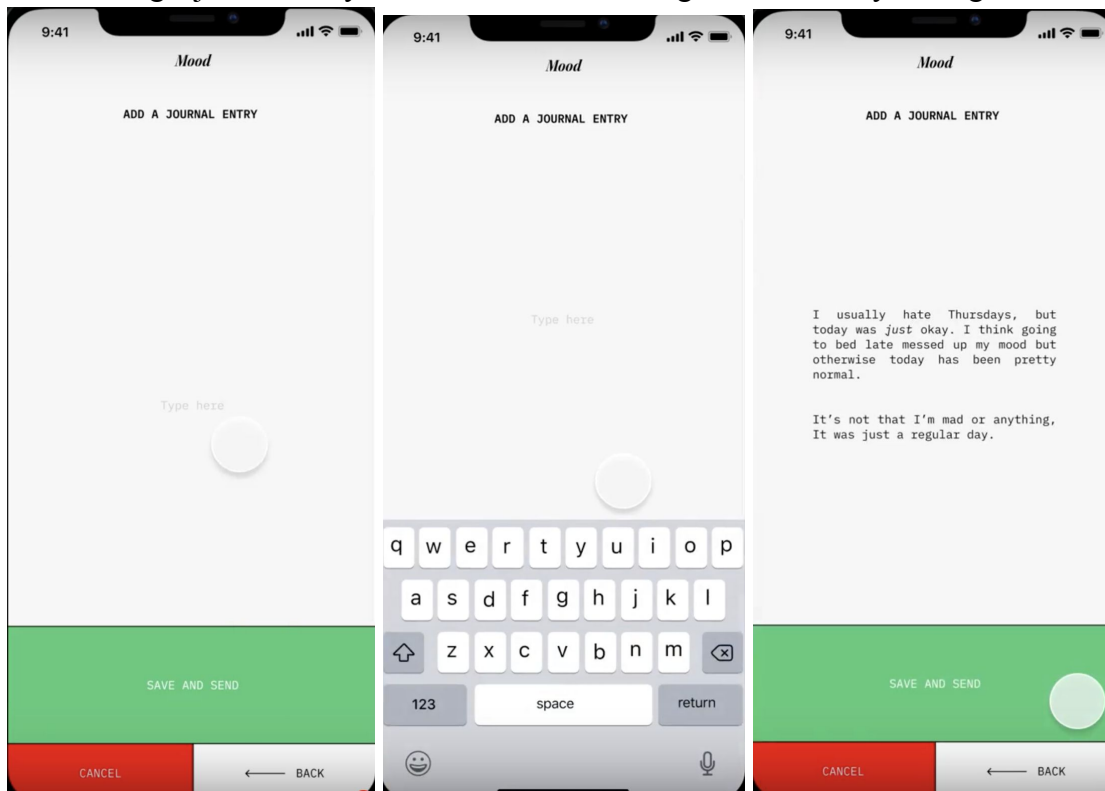 9:41
Mood
ADD A JOURNAL ENTRY
Type here
SAVE AND SEND
CANCEL
← BACK
9:41
Mood
ADD A JOURNAL ENTRY
Type here
q w e r t y u i o p
a s d f g h j k l
z x c v b n m
123 space return
9:41
Mood
ADD A JOURNAL ENTRY
I usually hate Thursdays, but
today was just okay. I think going
to bed late messed up my mood but
otherwise today has been pretty
normal.
It’s not that I’m mad or anything,
It was just a regular day.
SAVE AND SEND
CANCEL
← BACK